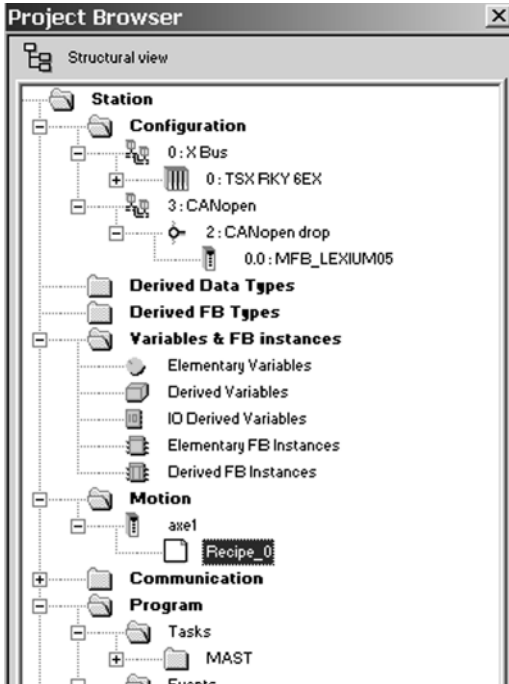 Project Browser
Structural view
Station
Configuration
0 : X Bus
0 : TSX RKY 6EX
3 : CANopen
2 : CANopen drop
0.0 : MFB_LEXIUM05
Derived Data Types
Derived FB Types
Variables & FB instances
Elementary Variables
Derived Variables
IO Derived Variables
Elementary FB Instances
Derived FB Instances
Motion
axe1
Recipe_0
Communication
Program
Tasks
MAST
Events